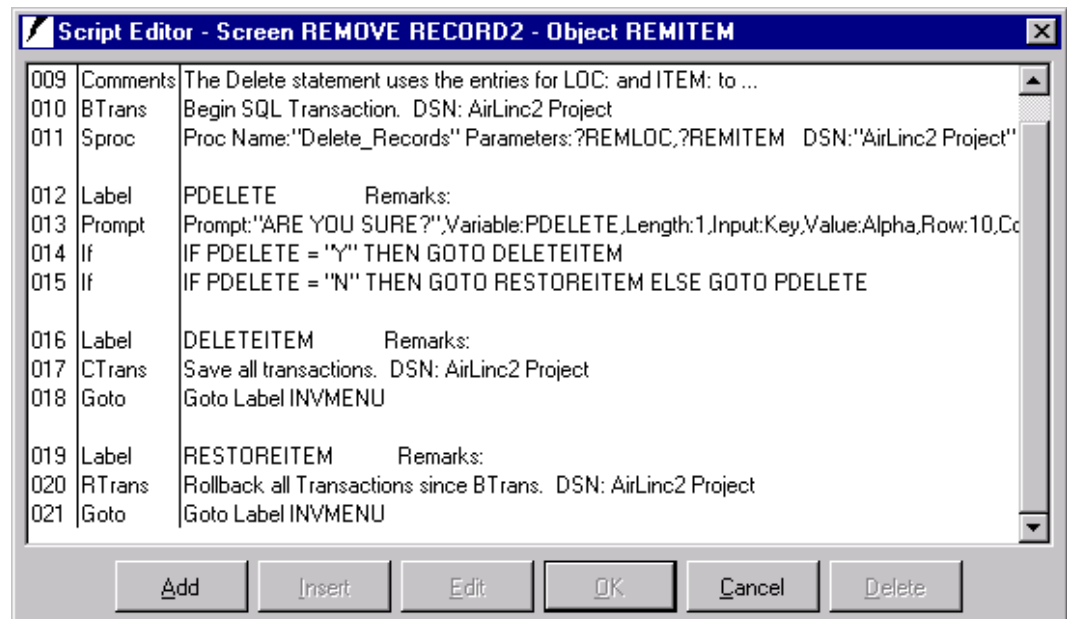 Script Editor - Screen REMOVE RECORD2 - Object REMITEM
009 Comments The Delete statement uses the entries for LOC: and ITEM: to ...
010 BTrans Begin SQL Transaction. DSN: AirLinc2 Project
011 Sproc Proc Name:"Delete_Records" Parameters:?REMLOC,?REMITEM DSN:"AirLinc2 Project"
012 Label PDELETE Remarks:
013 Prompt Prompt:"ARE YOU SURE?",Variable:PDELETE,Length:1,Input:Key,Value:Alpha,Row:10,Co
014 If IF PDELETE = "Y" THEN GOTO DELETEITEM
015 If IF PDELETE = "N" THEN GOTO RESTOREITEM ELSE GOTO PDELETE
016 Label DELETEITEM Remarks:
017 CTrans Save all transactions. DSN: AirLinc2 Project
018 Goto Goto Label INVMENU
019 Label RESTOREITEM Remarks:
020 RTrans Rollback all Transactions since BTrans. DSN: AirLinc2 Project
021 Goto Goto Label INVMENU
Add Insert Edit OK Cancel Delete